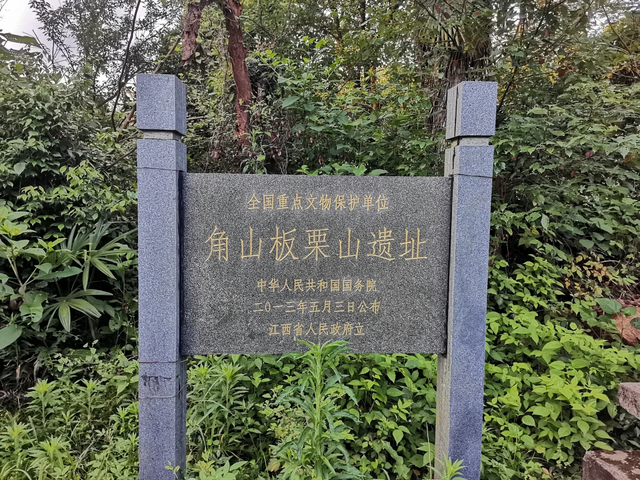 全国重点文物保护单位
角山板栗山遗址
中华人民共和国国务院
二〇一三年五月三日公布
江西省人民政府立